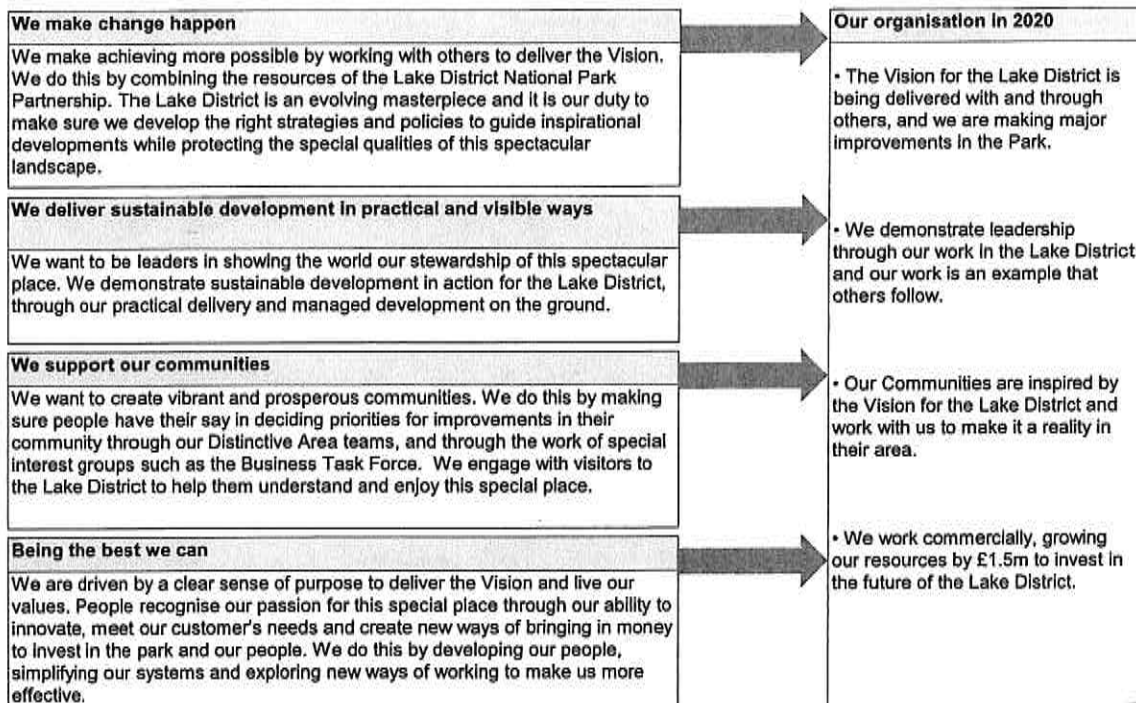 We make change happen
We make achieving more possible by working with others to deliver the Vision.
We do this by combining the resources of the Lake District National Park
Partnership. The Lake District is an evolving masterpiece and it is our duty to
make sure we develop the right strategies and policies to guide inspirational
developments while protecting the special qualities of this spectacular
landscape.
We deliver sustainable development in practical and visible ways
We want to be leaders in showing the world our stewardship of this spectacular
place. We demonstrate sustainable development in action for the Lake District,
through our practical delivery and managed development on the ground.
We support our communities
We want to create vibrant and prosperous communities. We do this by making
sure people have their say in deciding priorities for improvements in their
community through our Distinctive Area teams, and through the work of special
interest groups such as the Business Task Force. We engage with visitors to
the Lake District to help them understand and enjoy this special place.
Being the best we can
We are driven by a clear sense of purpose to deliver the Vision and live our
values. People recognise our passion for this special place through our ability to
innovate, meet our customer's needs and create new ways of bringing in money
to invest in the park and our people. We do this by developing our people,
simplifying our systems and exploring new ways of working to make us more
effective.
Our organisation in 2020
• The Vision for the Lake District is
being delivered with and through
others, and we are making major
improvements in the Park.
• We demonstrate leadership
through our work in the Lake District
and our work is an example that
others follow.
• Our Communities are inspired by
the Vision for the Lake District and
work with us to make it a reality in
their area.
• We work commercially, growing
our resources by £1.5m to invest in
the future of the Lake District.